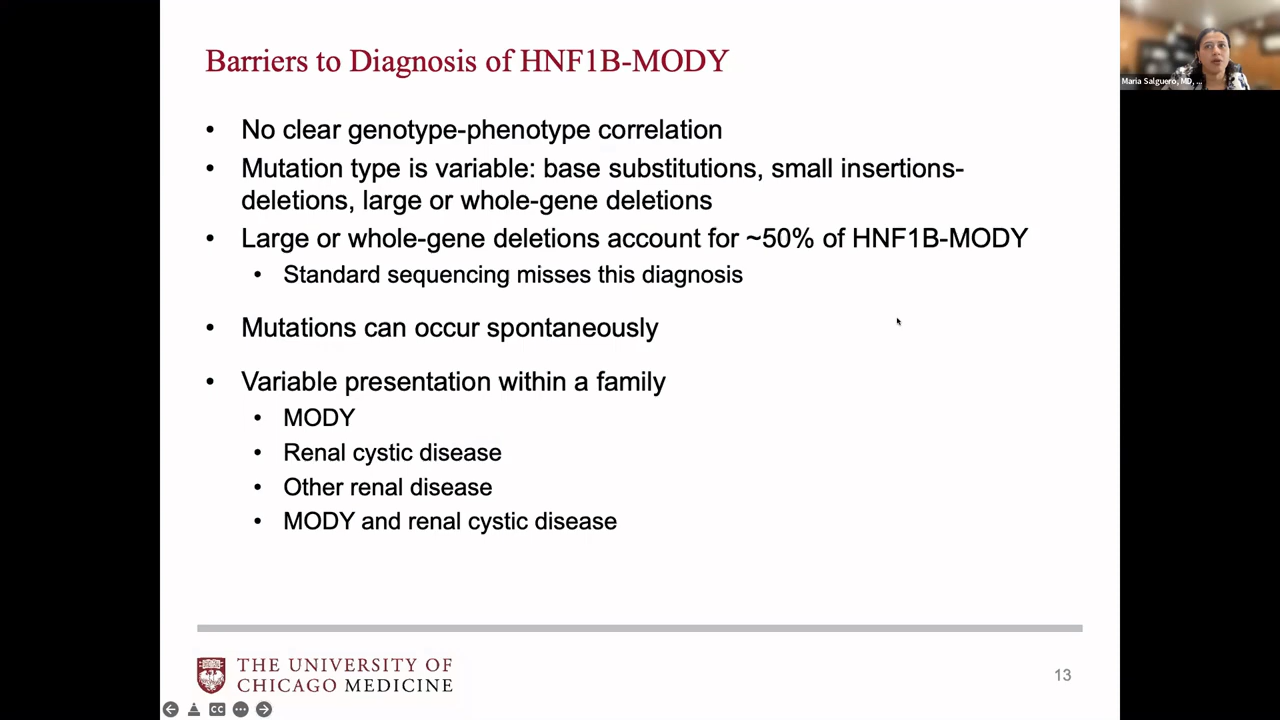 Barriers to Diagnosis of HNF1B-MODY
Maria Salguero, MD, ...
• No clear genotype-phenotype correlation
• Mutation type is variable: base substitutions, small insertions-
deletions, large or whole-gene deletions
• Large or whole-gene deletions account for ~50% of HNF1B-MODY
• Standard sequencing misses this diagnosis
• Mutations can occur spontaneously
• Variable presentation within a family
• MODY
• Renal cystic disease
• Other renal disease
• MODY and renal cystic disease
THE UNIVERSITY OF
CHICAGO MEDICINE
13
CC